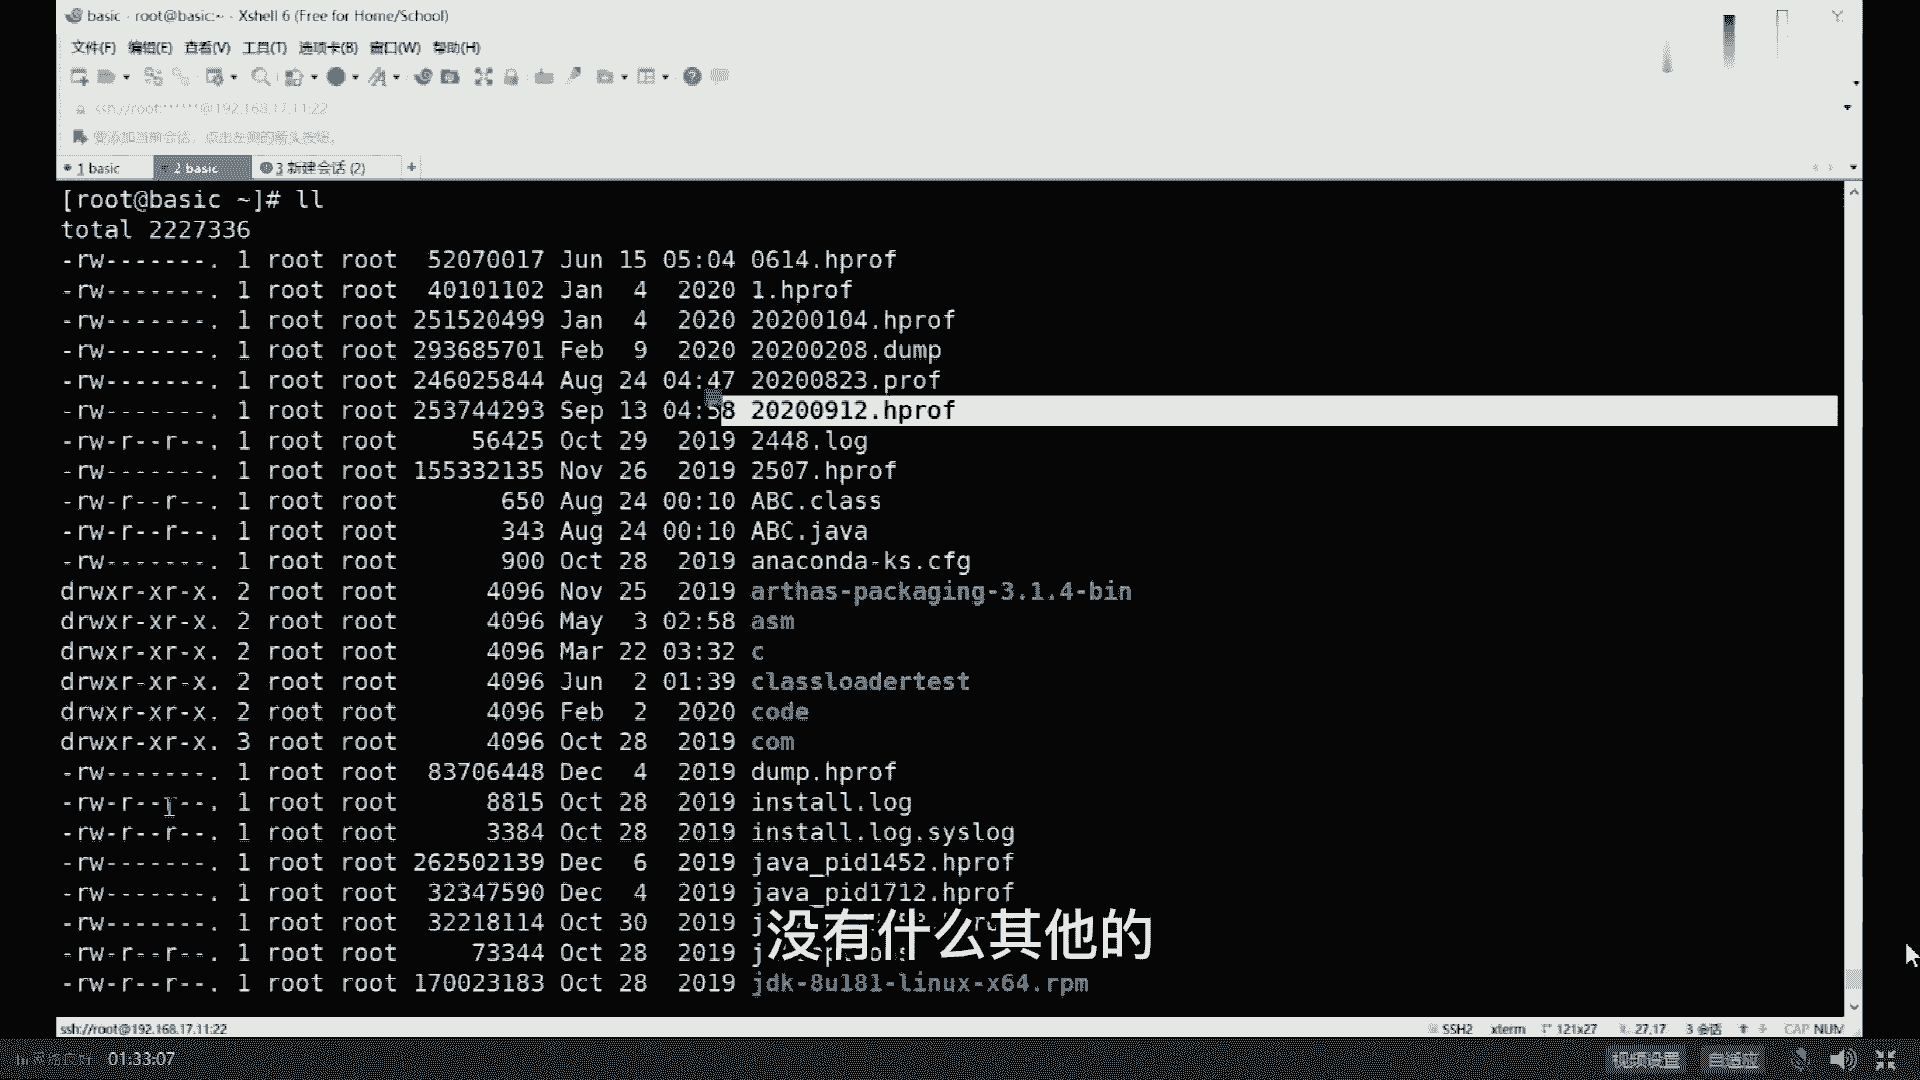 basic - root@basic:~ - Xshell 6 (Free for Home/School)
文件(F) 编辑(E) 查看(V) 工具(T) 选项卡(B) 窗口(W) 帮助(H)
ssh://root:******@192.168.17.11:22
要添加当前会话，点击左侧的箭头按钮。
1 basic 2 basic 3 新建会话 (2) +
[root@basic ~]# ll
total 2227336
-rw-------. 1 root root 52070017 Jun 15 05:04 0614.hprof
-rw-------. 1 root root 40101102 Jan 4 2020 1.hprof
-rw-------. 1 root root 251520499 Jan 4 2020 20200104.hprof
-rw-------. 1 root root 293685701 Feb 9 2020 20200208.dump
-rw-------. 1 root root 246025844 Aug 24 04:47 20200823.prof
-rw-------. 1 root root 253744293 Sep 13 04:58 20200912.hprof
-rw-r--r--. 1 root root 56425 Oct 29 2019 2448.log
-rw-------. 1 root root 155332135 Nov 26 2019 2507.hprof
-rw-r--r--. 1 root root 650 Aug 24 00:10 ABC.class
-rw-r--r--. 1 root root 343 Aug 24 00:10 ABC.java
-rw-------. 1 root root 900 Oct 28 2019 anaconda-ks.cfg
drwxr-xr-x. 2 root root 4096 Nov 25 2019 arthas-packaging-3.1.4-bin
drwxr-xr-x. 2 root root 4096 May 3 02:58 asm
drwxr-xr-x. 2 root root 4096 Mar 22 03:32 c
drwxr-xr-x. 2 root root 4096 Jun 2 01:39 classloadertest
drwxr-xr-x. 2 root root 4096 Feb 2 2020 code
drwxr-xr-x. 3 root root 4096 Oct 28 2019 com
-rw-------. 1 root root 83706448 Dec 4 2019 dump.hprof
-rw-r--r--. 1 root root 8815 Oct 28 2019 install.log
-rw-r--r--. 1 root root 3384 Oct 28 2019 install.log.syslog
-rw-------. 1 root root 262502139 Dec 6 2019 java_pid1452.hprof
-rw-------. 1 root root 32347590 Dec 4 2019 java_pid1712.hprof
-rw-------. 1 root root 32218114 Oct 30 2019
没有什么其他的
-rw-r--r--. 1 root root 73344 Oct 28 2019
-rw-r--r--. 1 root root 170023183 Oct 28 2019 jdk-8u181-linux-x64.rpm
ssh://root@192.168.17.11:22 SSH2 xterm 121x27 27,17 3 会话 CAP NUM
01:33:07 视频设置 自适应